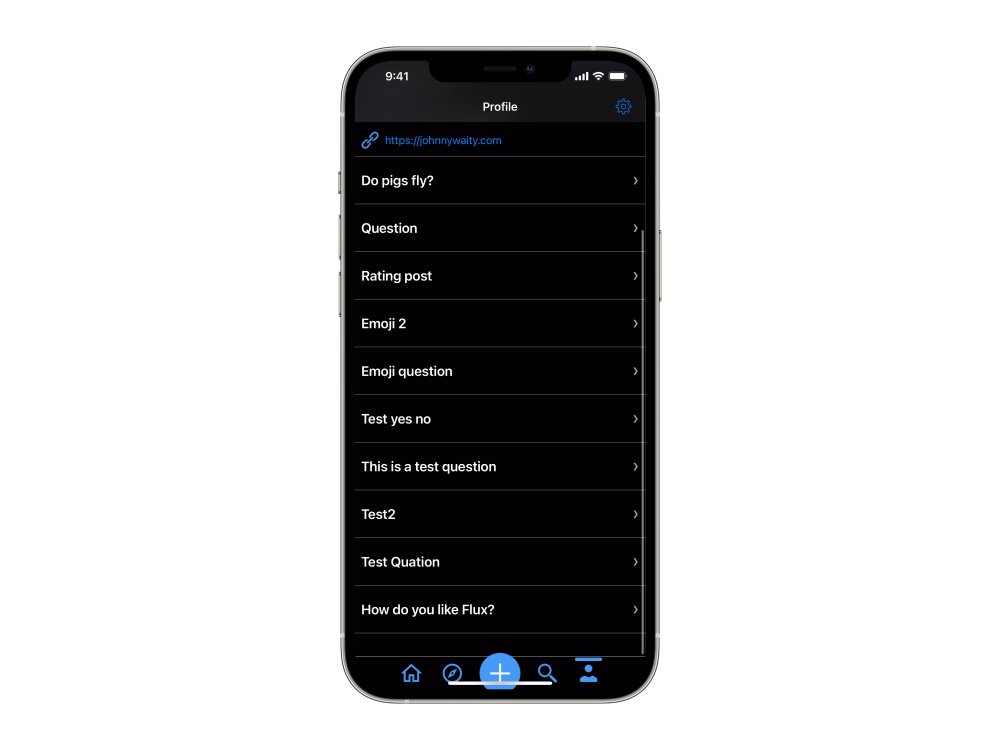 9:41
Profile
https://johnnywaity.com
Do pigs fly?
Question
Rating post
Emoji 2
Emoji question
Test yes no
This is a test question
Test2
Test Quation
How do you like Flux?